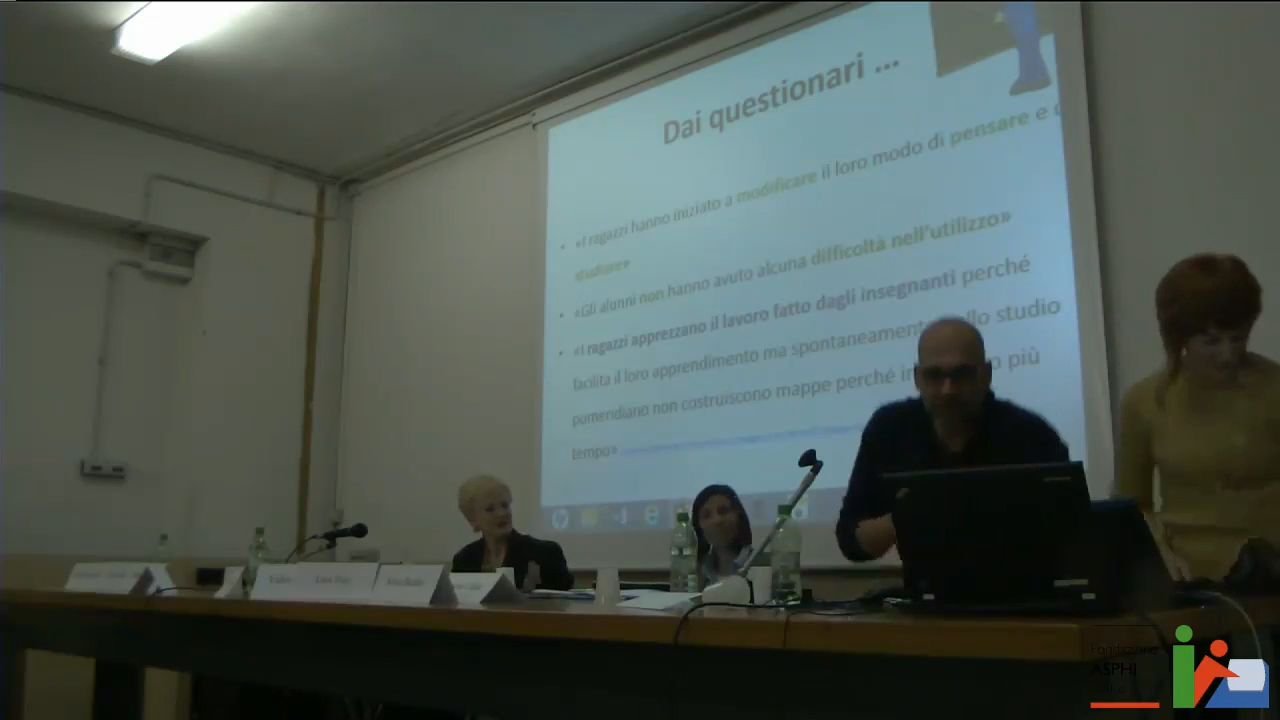 Dai questionari ...
«I ragazzi hanno iniziato a modificare il loro modo di pensare e
studiare»
«Gli alunni non hanno avuto alcuna difficoltà nell'utilizzo»
«I ragazzi apprezzano il lavoro fatto dagli insegnanti perché
facilita il loro apprendimento ma spontaneamente studio
pomeridiano non costruiscono mappe perché più
tempo»
Fondazione
ASPHI